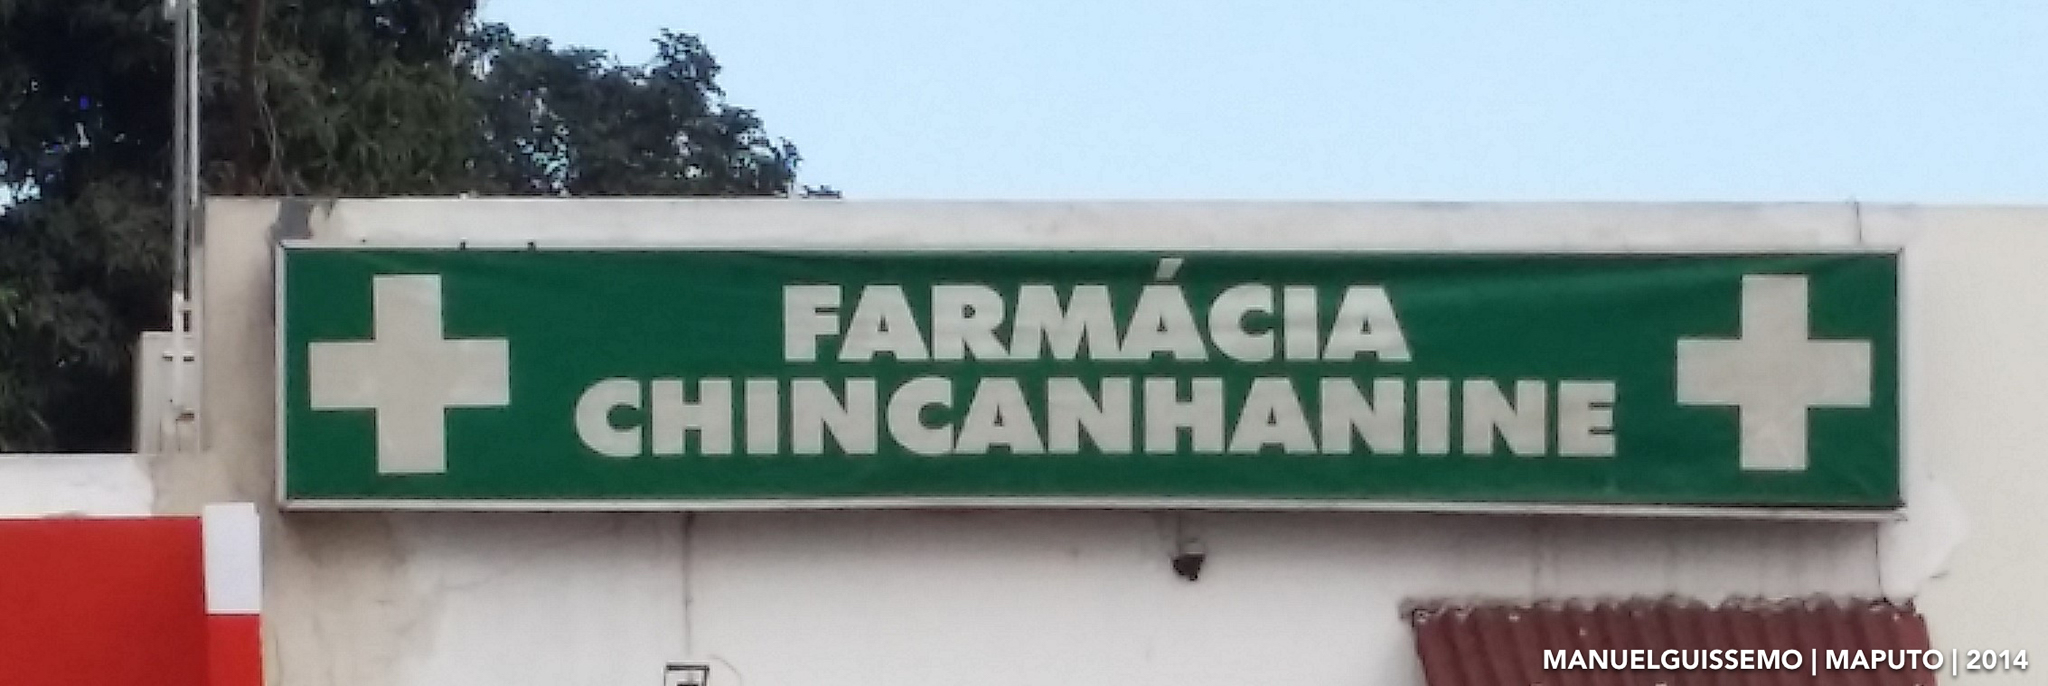 FARMÁCIA
CHINCANHANINE
MANUELGUISSEMO | MAPUTO | 2014